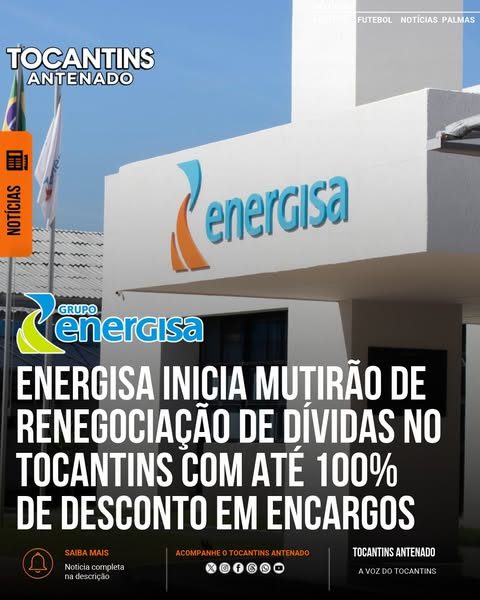 FUTEBOL NOTÍCIAS PALMAS
TOCANTINS
ANTENADO
NOTÍCIAS
energisa
GRUPO
energisa
ENERGISA INICIA MUTIRÃO DE
RENEGOCIAÇÃO DE DÍVIDAS NO
TOCANTINS COM ATÉ 100%
DE DESCONTO EM ENCARGOS
SAIBA MAIS
Notícia completa
na descrição
ACOMPANHE O TOCANTINS ANTENADO
TOCANTINS ANTENADO
A VOZ DO TOCANTINS